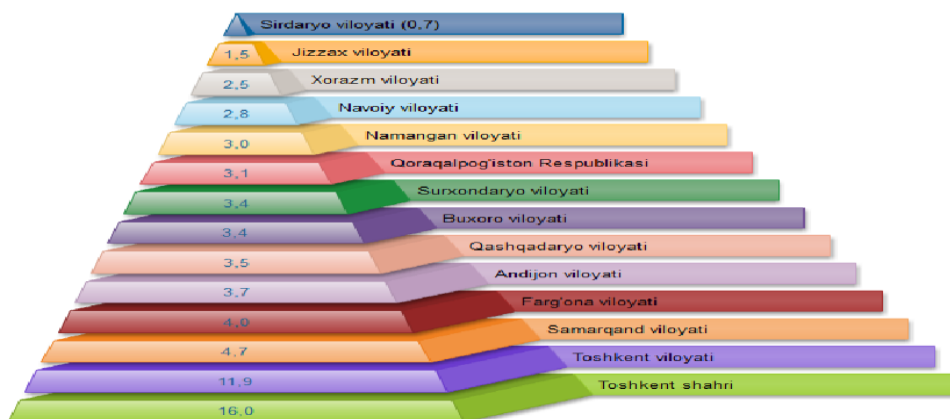 Sirdaryo viloyati (0,7)
1,5 Jizzax viloyati
2,5 Xorazm viloyati
2,8 Navoiy viloyati
3,0 Namangan viloyati
3,1 Qoraqalpog'iston Respublikasi
3,4 Surxondaryo viloyati
3,4 Buxoro viloyati
3,5 Qashqadaryo viloyati
3,7 Andijon viloyati
4,0 Farg'ona viloyati
4,7 Samarqand viloyati
11,9 Toshkent viloyati
16,0 Toshkent shahri